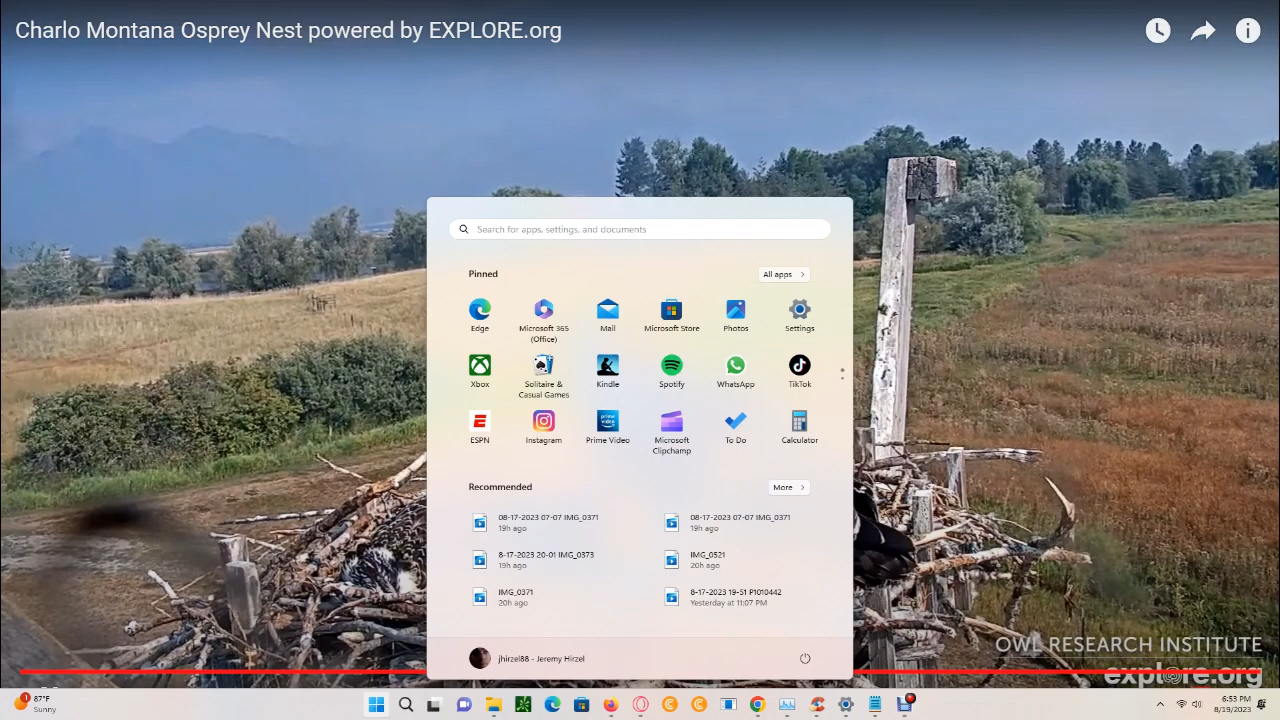 Charlo Montana Osprey Nest powered by EXPLORE.org
Search for apps, settings, and documents
Pinned
All apps
Edge
Microsoft 365
(Office)
Mail
Microsoft Store
Photos
Settings
Xbox
Solitaire &
Casual Games
Kindle
Spotify
WhatsApp
TikTok
ESPN
Instagram
prime video
Prime Video
Microsoft
Clipchamp
To Do
Calculator
Recommended
More
08-17-2023 07-07 IMG_0371
19h ago
08-17-2023 07-07 IMG_0371
19h ago
8-17-2023 20-01 IMG_0373
19h ago
IMG_0521
20h ago
IMG_0371
20h ago
8-17-2023 19-51 P1010442
Yesterday at 11:07 PM
jhirzel88 - Jeremy Hirzel
OWL RESEARCH INSTITUTE
explore.org
1
87°F
Sunny
6:53 PM
8/19/2023